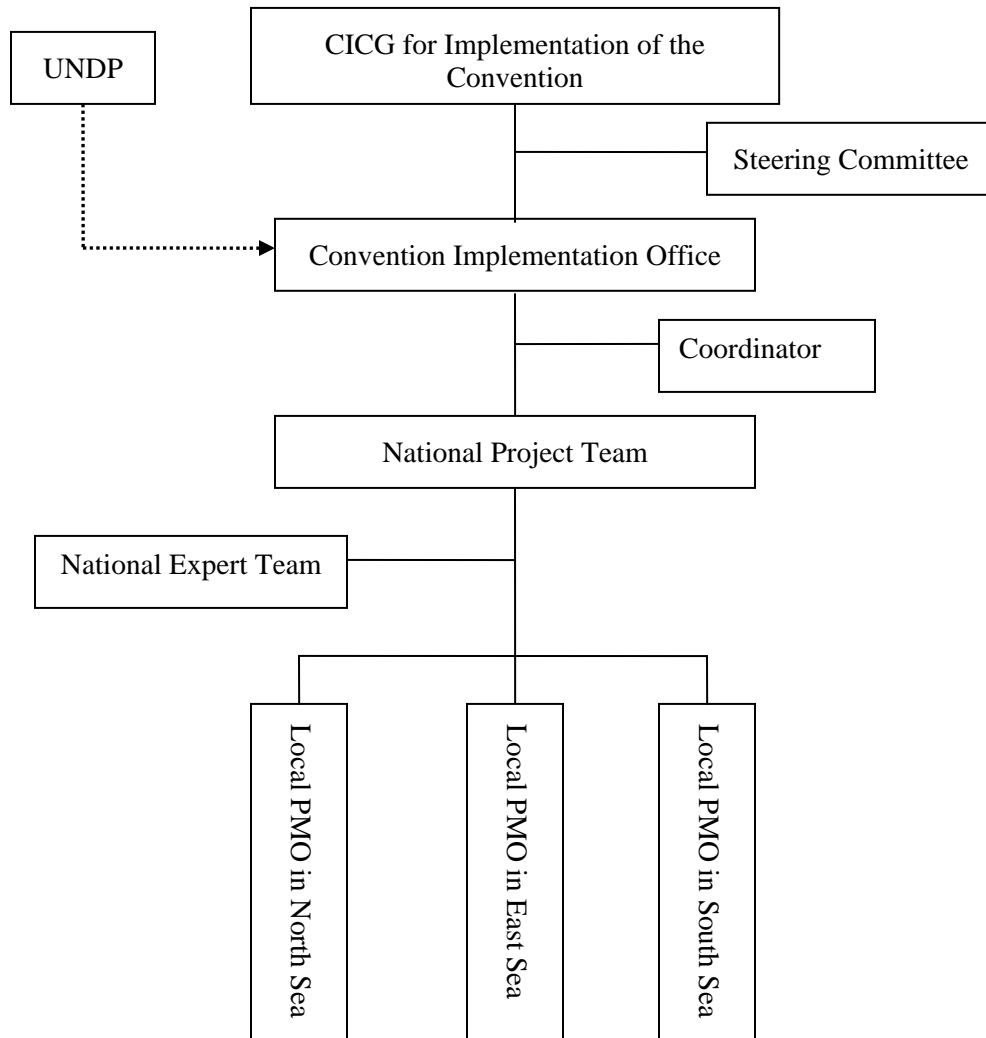 UNDP
CICG for Implementation of the
Convention
Steering Committee
Convention Implementation Office
Coordinator
National Project Team
National Expert Team
Local PMO in North Sea
Local PMO in East Sea
Local PMO in South Sea